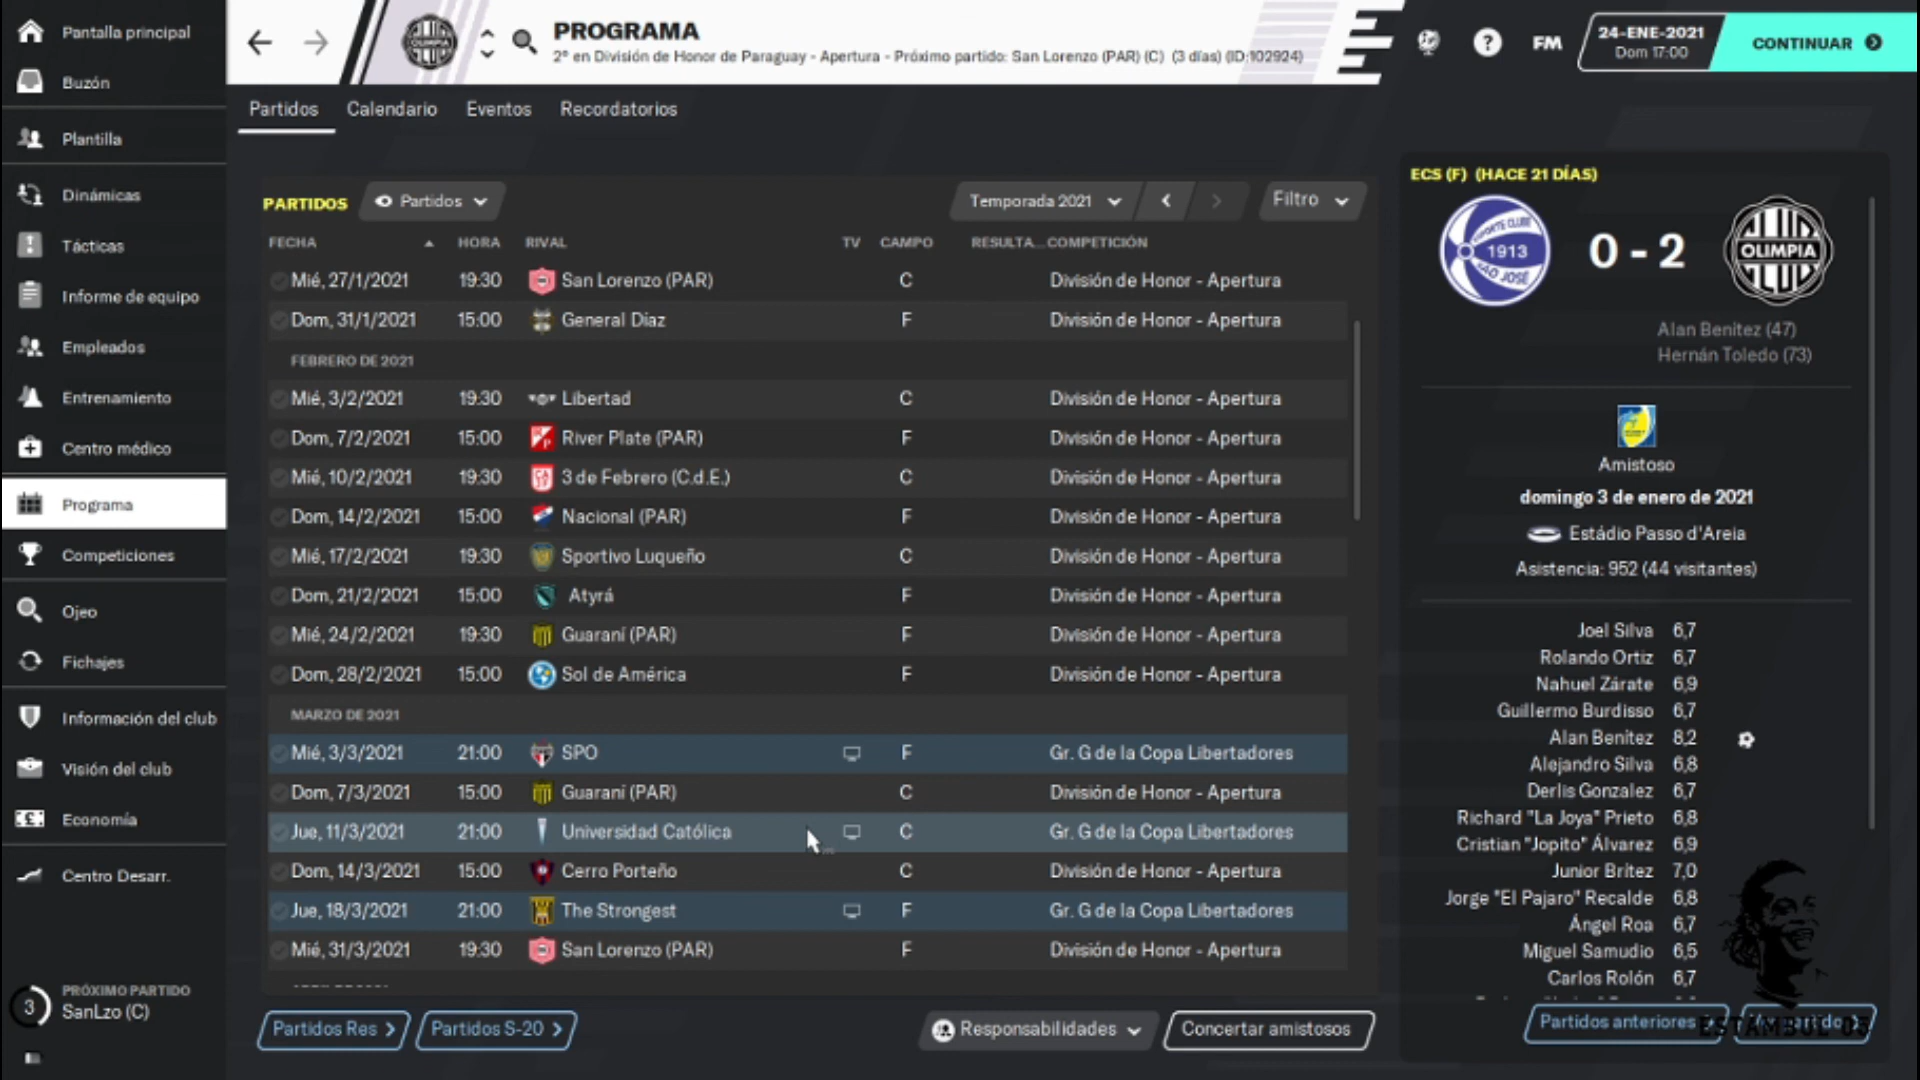 Pantalla principal
Buzón
Plantilla
Dinámicas
Tácticas
Informe de equipo
Empleados
Entrenamiento
Centro médico
Programa
Competiciones
Ojeo
Fichajes
Información del club
Visión del club
Economía
Centro Desarr.
3
PRÓXIMO PARTIDO
SanLzo (C)
PROGRAMA
2º en División de Honor de Paraguay - Apertura - Próximo partido: San Lorenzo (PAR) (C) (3 días) (ID:102924)
?
FM
24-ENE-2021
Dom 17:00
CONTINUAR
Partidos Calendario Eventos Recordatorios
PARTIDOS Partidos Temporada 2021 Filtro
FECHA HORA RIVAL TV CAMPO RESULTA... COMPETICIÓN
Mié, 27/1/2021 19:30 San Lorenzo (PAR) C División de Honor - Apertura
Dom, 31/1/2021 15:00 General Díaz F División de Honor - Apertura
FEBRERO DE 2021
Mié, 3/2/2021 19:30 Libertad C División de Honor - Apertura
Dom, 7/2/2021 15:00 River Plate (PAR) F División de Honor - Apertura
Mié, 10/2/2021 19:30 3 de Febrero (C.d.E.) C División de Honor - Apertura
Dom, 14/2/2021 15:00 Nacional (PAR) F División de Honor - Apertura
Mié, 17/2/2021 19:30 Sportivo Luqueño C División de Honor - Apertura
Dom, 21/2/2021 15:00 Atyrá F División de Honor - Apertura
Mié, 24/2/2021 19:30 Guaraní (PAR) F División de Honor - Apertura
Dom, 28/2/2021 15:00 Sol de América F División de Honor - Apertura
MARZO DE 2021
Mié, 3/3/2021 21:00 SPO F Gr. G de la Copa Libertadores
Dom, 7/3/2021 15:00 Guaraní (PAR) C División de Honor - Apertura
Jue, 11/3/2021 21:00 Universidad Católica C Gr. G de la Copa Libertadores
Dom, 14/3/2021 15:00 Cerro Porteño C División de Honor - Apertura
Jue, 18/3/2021 21:00 The Strongest F Gr. G de la Copa Libertadores
Mié, 31/3/2021 19:30 San Lorenzo (PAR) F División de Honor - Apertura
Partidos Res
Partidos S-20
Responsabilidades
Concertar amistosos
ECS (F) (HACE 21 DÍAS)
1913
0 - 2
OLIMPIA
Alan Benítez (47)
Hernán Toledo (73)
Amistoso
domingo 3 de enero de 2021
Estádio Passo d'Areia
Asistencia: 952 (44 visitantes)
Joel Silva 6,7
Rolando Ortiz 6,7
Nahuel Zárate 6,9
Guillermo Burdisso 6,7
Alan Benítez 8,2
Alejandro Silva 6,8
Derlis Gonzalez 6,7
Richard "La Joya" Prieto 6,8
Cristian "Jopito" Álvarez 6,9
Junior Brítez 7,0
Jorge "El Pajaro" Recalde 6,8
Ángel Roa 6,7
Miguel Samudio 6,5
Carlos Rolón 6,7
Partidos anteriores
ESTAMBUL 05